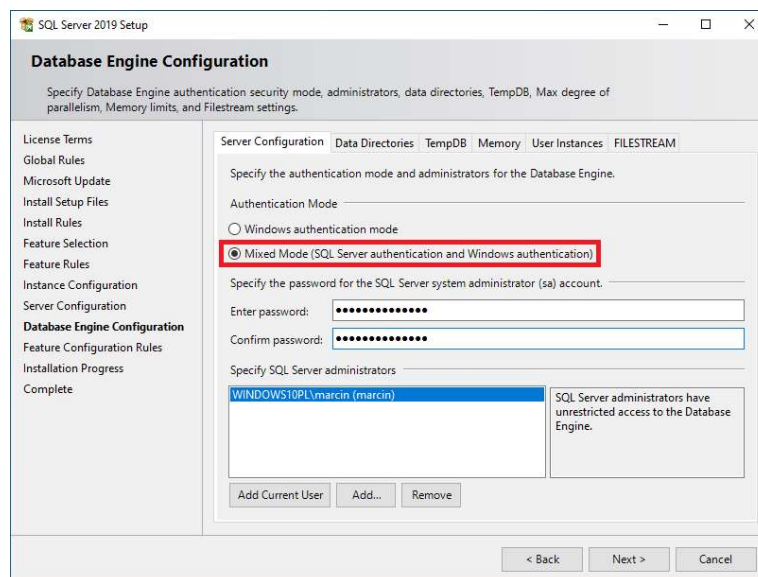 SQL Server 2019 Setup
Database Engine Configuration
Specify Database Engine authentication security mode, administrators, data directories, TempDB, Max degree of
parallelism, Memory limits, and Filestream settings.
License Terms
Global Rules
Microsoft Update
Install Setup Files
Install Rules
Feature Selection
Feature Rules
Instance Configuration
Server Configuration
Database Engine Configuration
Feature Configuration Rules
Installation Progress
Complete
Server Configuration Data Directories TempDB Memory User Instances FILESTREAM
Specify the authentication mode and administrators for the Database Engine.
Authentication Mode
Windows authentication mode
Mixed Mode (SQL Server authentication and Windows authentication)
Specify the password for the SQL Server system administrator (sa) account.
Enter password: ●●●●●●●●●●●●●●
Confirm password: ●●●●●●●●●●●●●●
Specify SQL Server administrators
WINDOWS10PL\marcin (marcin)
SQL Server administrators have
unrestricted access to the Database
Engine.
Add Current User Add... Remove
< Back Next > Cancel